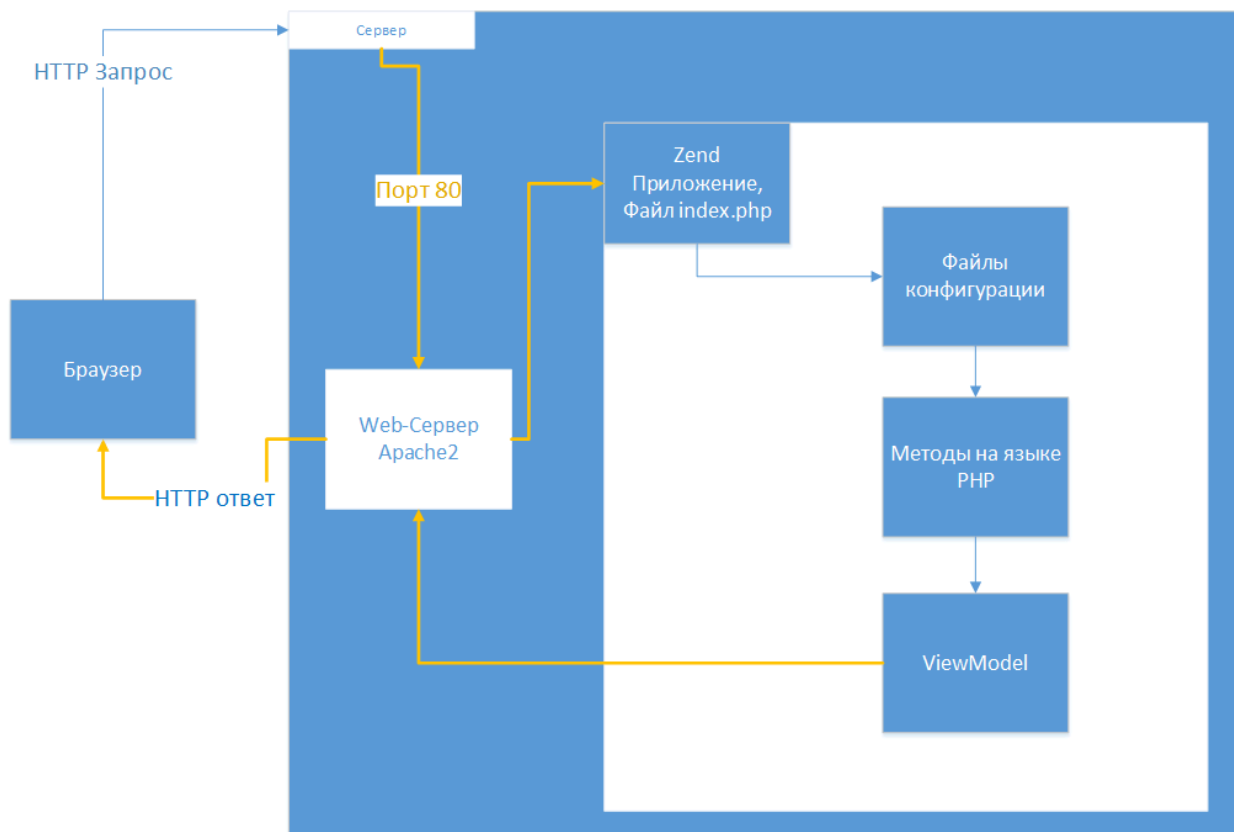 Сервер
HTTP Запрос
Zend
Приложение,
Файл index.php
Порт 80
Файлы
конфигурации
Браузер
Web-Сервер
Apache2
Методы на языке
PHP
HTTP ответ
ViewModel